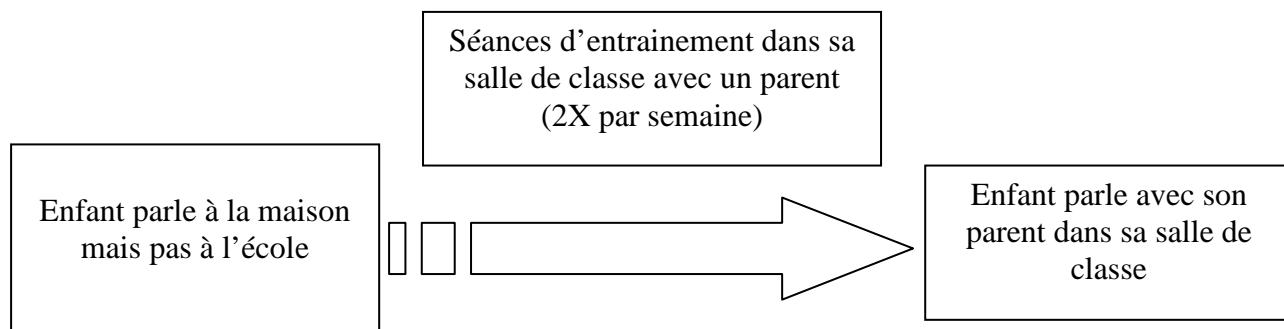 Séances d’entrainement dans sa
salle de classe avec un parent
(2X par semaine)
Enfant parle à la maison
mais pas à l’école
Enfant parle avec son
parent dans sa salle de
classe